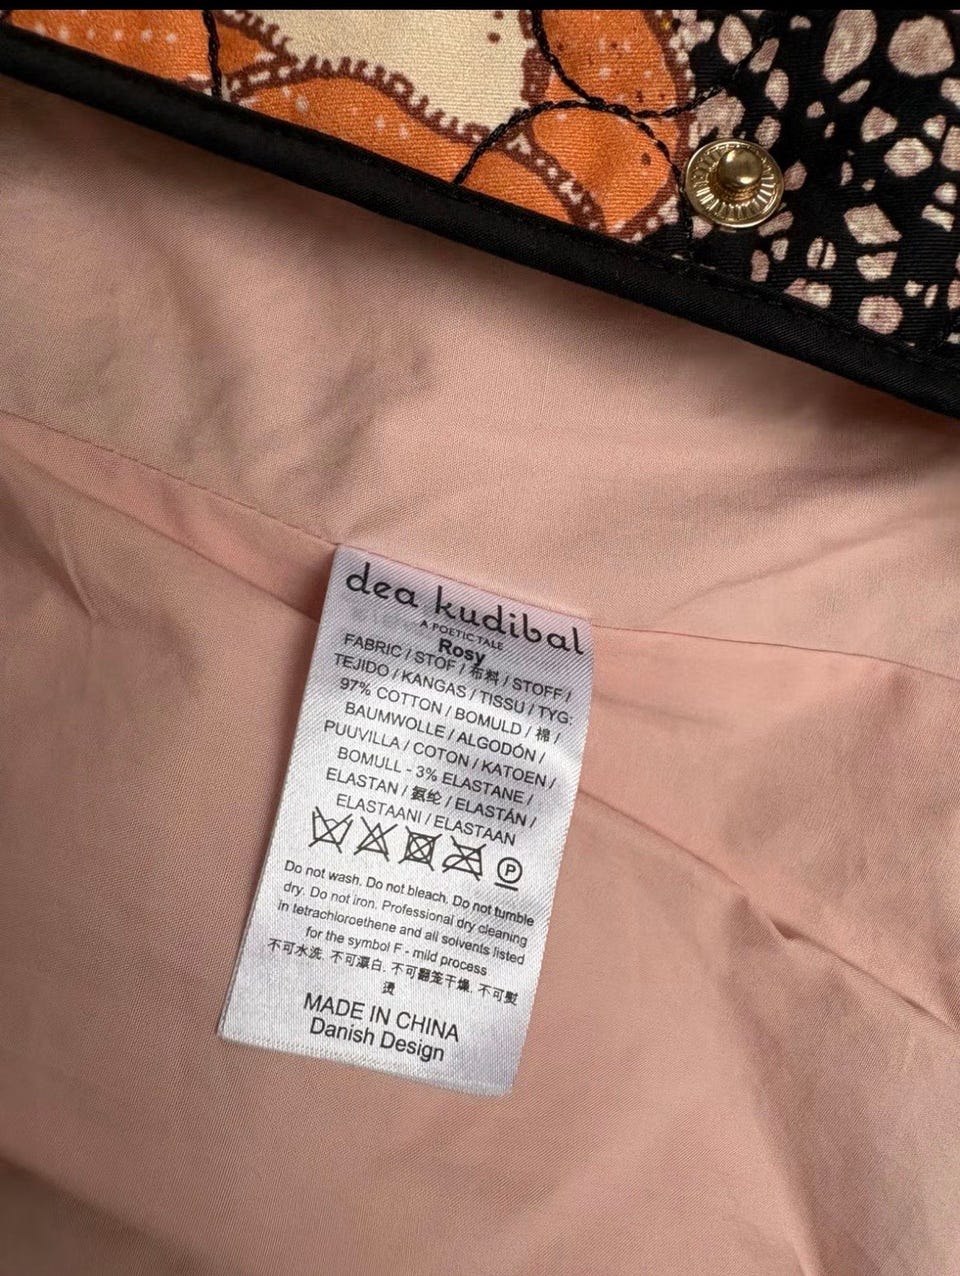 dea kudibal
A POETIC TALE
Rosy
FABRIC / STOF / 布料 / STOFF /
TEJIDO / KANGAS / TISSU / TYG:
97% COTTON / BOMULD / 棉 /
BAUMWOLLE / ALGODÓN /
PUUVILLA / COTON / KATOEN /
BOMULL - 3% ELASTANE /
ELASTAN / 氨纶 / ELASTÁN /
ELASTAANI / ELASTAAN
P
Do not wash. Do not bleach. Do not tumble
dry. Do not iron. Professional dry cleaning
in tetrachloroethene and all solvents listed
for the symbol F - mild process
不可水洗. 不可漂白. 不可翻笼干燥. 不可熨
烫
MADE IN CHINA
Danish Design